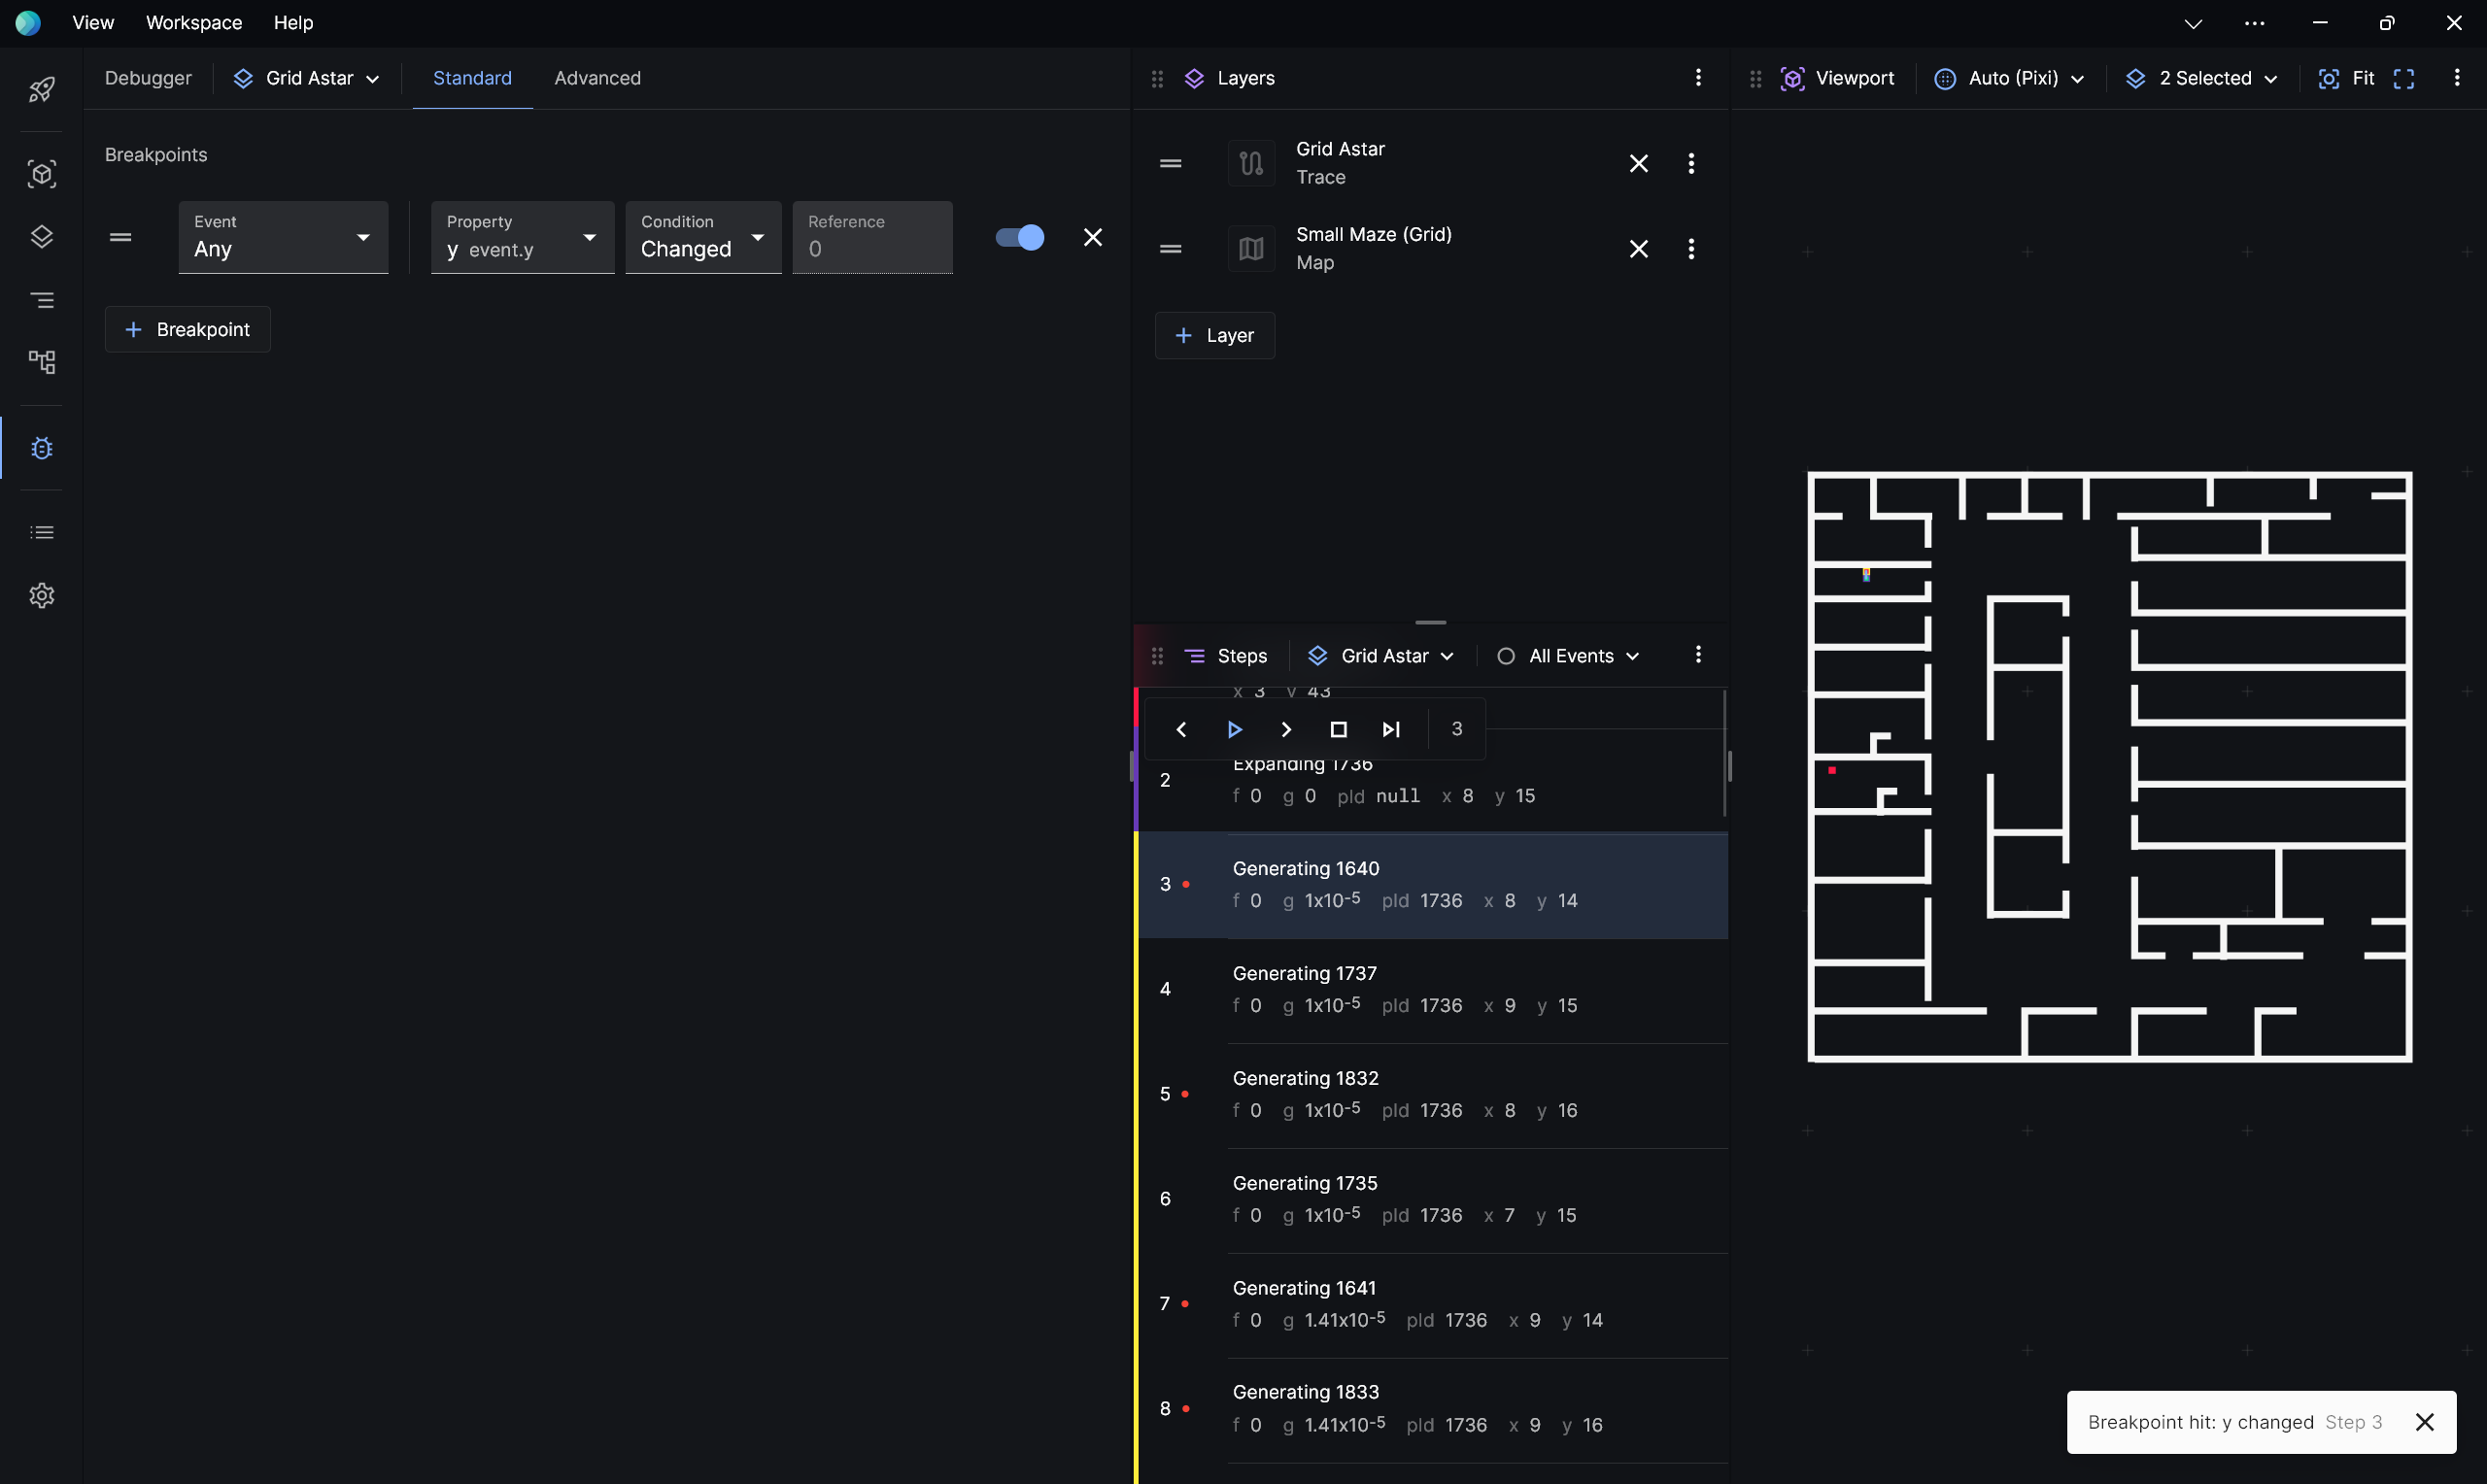 View Workspace Help
Debugger Grid Astar Standard Advanced
Breakpoints
Event
Any
Property
y event.y
Condition
Changed
Reference
0
Breakpoint
Layers
Grid Astar
Trace
Small Maze (Grid)
Map
Layer
Steps Grid Astar All Events
x 3 y 43
3
2
Expanding 1736
f 0 g 0 pId null x 8 y 15
3
Generating 1640
f 0 g 1x10-5 pId 1736 x 8 y 14
4
Generating 1737
f 0 g 1x10-5 pId 1736 x 9 y 15
5
Generating 1832
f 0 g 1x10-5 pId 1736 x 8 y 16
6
Generating 1735
f 0 g 1x10-5 pId 1736 x 7 y 15
7
Generating 1641
f 0 g 1.41x10-5 pId 1736 x 9 y 14
8
Generating 1833
f 0 g 1.41x10-5 pId 1736 x 9 y 16
Viewport Auto (Pixi) 2 Selected Fit
Breakpoint hit: y changed Step 3